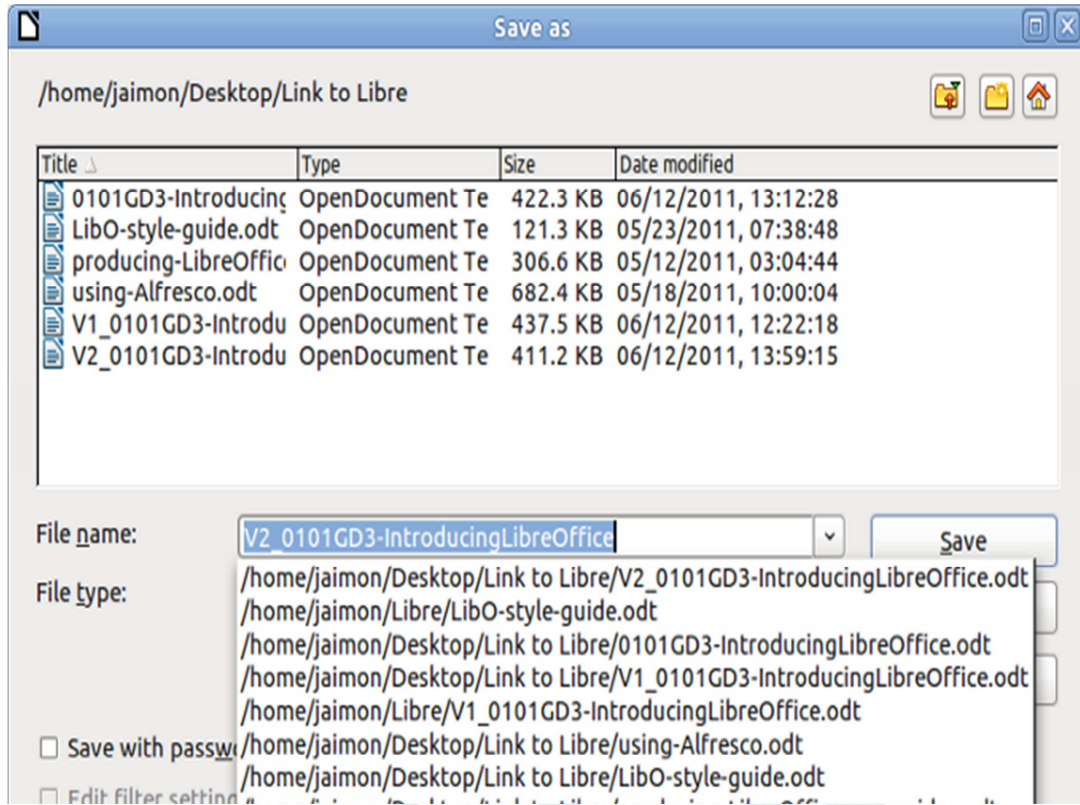 Save as
/home/jaimon/Desktop/Link to Libre
Title Type Size Date modified
0101GD3-Introducing OpenDocument Te 422.3 KB 06/12/2011, 13:12:28
LibO-style-guide.odt OpenDocument Te 121.3 KB 05/23/2011, 07:38:48
producing-LibreOffic OpenDocument Te 306.6 KB 05/12/2011, 03:04:44
using-Alfresco.odt OpenDocument Te 682.4 KB 05/18/2011, 10:00:04
V1_0101GD3-Introdu OpenDocument Te 437.5 KB 06/12/2011, 12:22:18
V2_0101GD3-Introdu OpenDocument Te 411.2 KB 06/12/2011, 13:59:15
File name: V2_0101GD3-IntroducingLibreOffice Save
/home/jaimon/Desktop/Link to Libre/V2_0101GD3-IntroducingLibreOffice.odt
File type:
/home/jaimon/Libre/LibO-style-guide.odt
/home/jaimon/Desktop/Link to Libre/0101GD3-IntroducingLibreOffice.odt
/home/jaimon/Desktop/Link to Libre/V1_0101GD3-IntroducingLibreOffice.odt
/home/jaimon/Libre/V1_0101GD3-IntroducingLibreOffice.odt
Save with passw /home/jaimon/Desktop/Link to Libre/using-Alfresco.odt
/home/jaimon/Desktop/Link to Libre/LibO-style-guide.odt
Edit filter setting